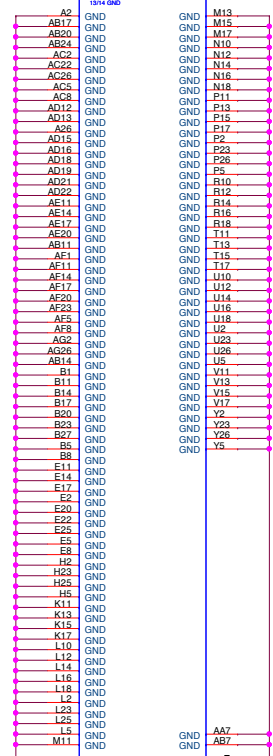 13/14 GND
A2 GND GND M13
AB17 GND GND M15
AB20 GND GND M17
AB24 GND GND N10
AC2 GND GND N12
AC22 GND GND N14
AC26 GND GND N16
AC5 GND GND N18
AC8 GND GND P11
AD12 GND GND P13
AD13 GND GND P15
A26 GND GND P17
AD15 GND GND P2
AD16 GND GND P23
AD18 GND GND P26
AD19 GND GND P5
AD21 GND GND R10
AD22 GND GND R12
AE11 GND GND R14
AE14 GND GND R16
AE17 GND GND R18
AE20 GND GND T11
AB11 GND GND T13
AF1 GND GND T15
AF11 GND GND T17
AF14 GND GND U10
AF17 GND GND U12
AF20 GND GND U14
AF23 GND GND U16
AF5 GND GND U18
AF8 GND GND U2
AG2 GND GND U23
AG26 GND GND U26
AB14 GND GND U5
B1 GND GND V11
B11 GND GND V13
B14 GND GND V15
B17 GND GND V17
B20 GND GND Y2
B23 GND GND Y23
B27 GND GND Y26
B5 GND GND Y5
B8 GND
E11 GND
E14 GND
E17 GND
E2 GND
E20 GND
E22 GND
E25 GND
E5 GND
E8 GND
H2 GND
H23 GND
H25 GND
H5 GND
K11 GND
K13 GND
K15 GND
K17 GND
L10 GND
L12 GND
L14 GND
L16 GND
L18 GND
L2 GND
L23 GND
L25 GND
L5 GND GND AA7
M11 GND GND AB7